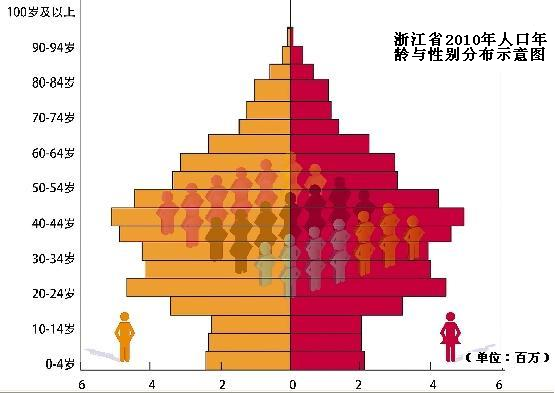 浙江省2010年人口年
龄与性别分布示意图
100岁及以上
90-94岁
80-84岁
70-74岁
60-64岁
50-54岁
40-44岁
30-34岁
20-24岁
10-14岁
0-4岁
(单位:百万)
6 4 2 0 2 4 6